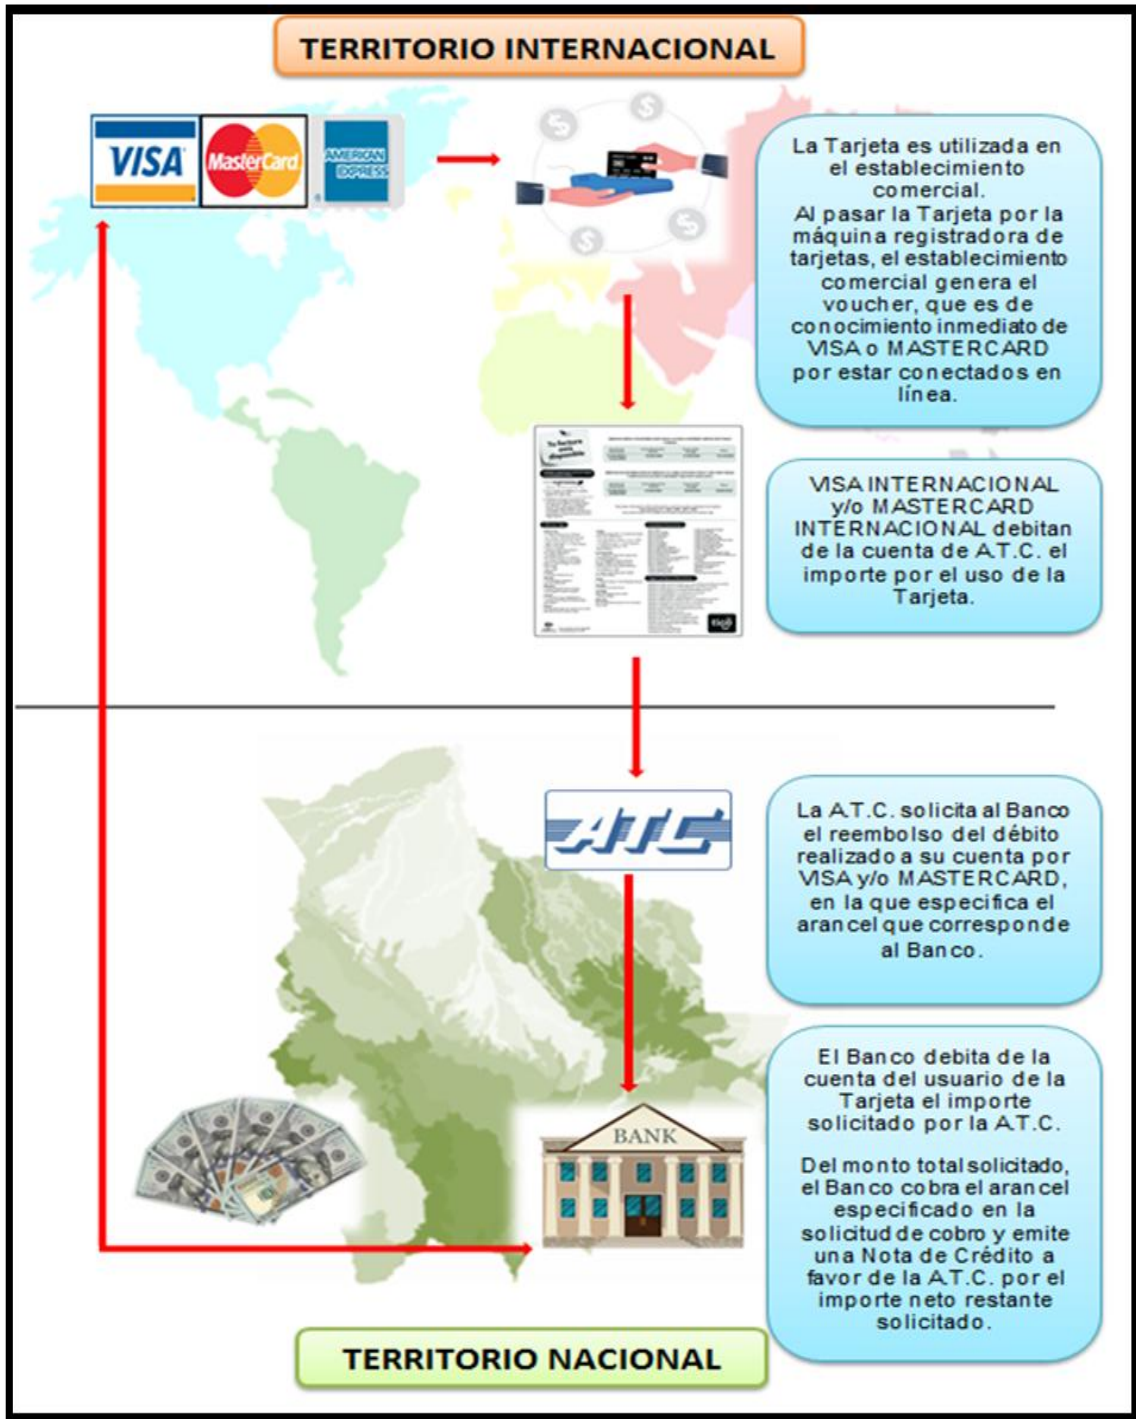 TERRITORIO INTERNACIONAL
VISA
MasterCard
AMERICAN
EXPRESS
La Tarjeta es utilizada en
el establecimiento
comercial.
Al pasar la Tarjeta por la
máquina registradora de
tarjetas, el establecimiento
comercial genera el
voucher, que es de
conocimiento inmediato de
VISA o MASTERCARD
por estar conectados en
línea.
Tu factura
está
disponible
tigo
VISA INTERNACIONAL
y/o MASTERCARD
INTERNACIONAL debitan
de la cuenta de A.T.C. el
importe por el uso de la
Tarjeta.
ATC
La A.T.C. solicita al Banco
el reembolso del débito
realizado a su cuenta por
VISA y/o MASTERCARD,
en la que especifica el
arancel que corresponde
al Banco.
BANK
El Banco debita de la
cuenta del usuario de la
Tarjeta el importe
solicitado por la A.T.C.
Del monto total solicitado,
el Banco cobra el arancel
especificado en la
solicitud de cobro y emite
una Nota de Crédito a
favor de la A.T.C. por el
importe neto restante
solicitado.
TERRITORIO NACIONAL